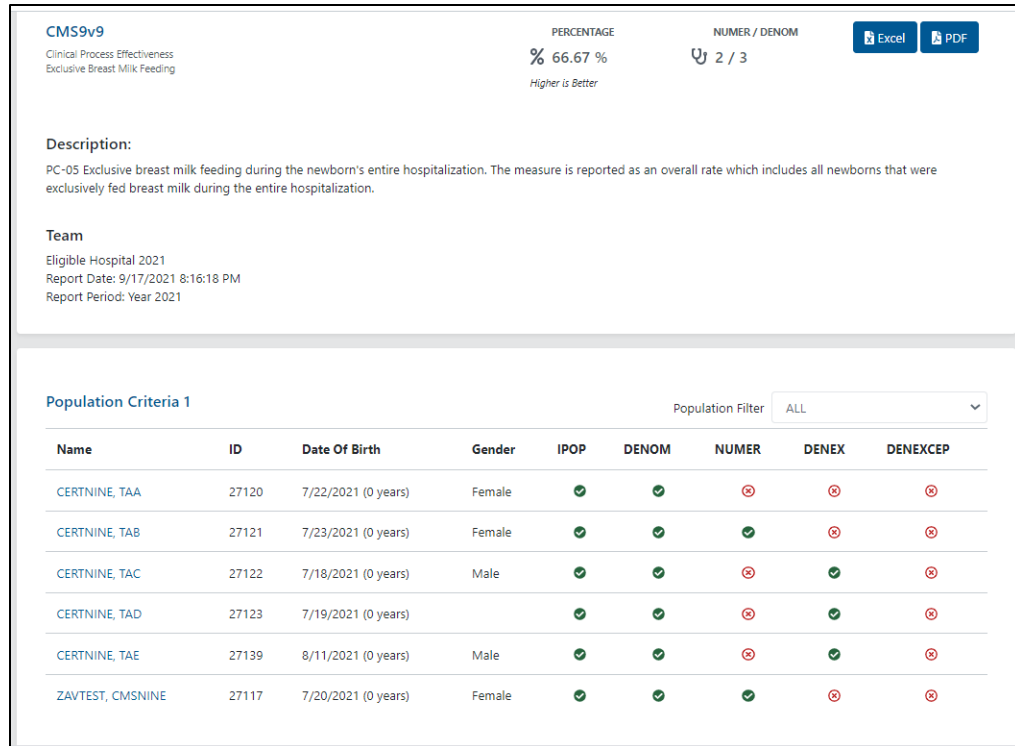 CMS9v9
Clinical Process Effectiveness
Exclusive Breast Milk Feeding
PERCENTAGE
% 66.67 %
Higher is Better
NUMER / DENOM
2 / 3
Excel
PDF
Description:
PC-05 Exclusive breast milk feeding during the newborn's entire hospitalization. The measure is reported as an overall rate which includes all newborns that were
exclusively fed breast milk during the entire hospitalization.
Team
Eligible Hospital 2021
Report Date: 9/17/2021 8:16:18 PM
Report Period: Year 2021
Population Criteria 1
Population Filter ALL
Name ID Date Of Birth Gender IPOP DENOM NUMER DENEX DENEXCEP
CERTNINE, TAA 27120 7/22/2021 (0 years) Female
CERTNINE, TAB 27121 7/23/2021 (0 years) Female
CERTNINE, TAC 27122 7/18/2021 (0 years) Male
CERTNINE, TAD 27123 7/19/2021 (0 years)
CERTNINE, TAE 27139 8/11/2021 (0 years) Male
ZAVTEST, CMSNINE 27117 7/20/2021 (0 years) Female